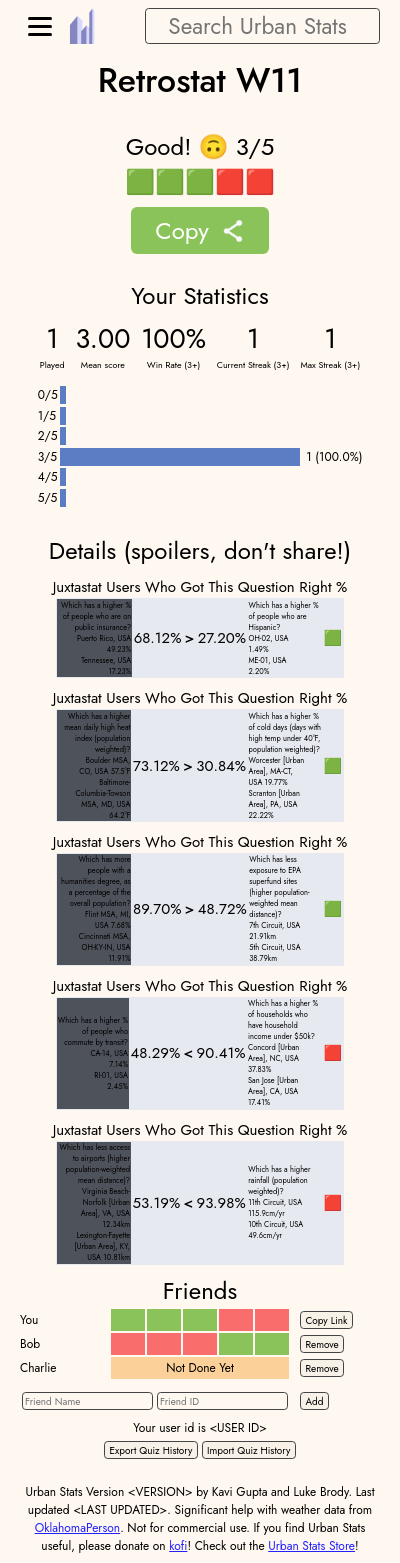 Search Urban Stats
Retrostat W11
Good! 🙃 3/5
🟩🟩🟩🟥🟥
Copy
Your Statistics
1 3.00 100% 1 1
Played Mean score Win Rate (3+) Current Streak (3+) Max Streak (3+)
0/5
1/5
2/5
3/5 1 (100.0%)
4/5
5/5
Details (spoilers, don't share!)
Juxtastat Users Who Got This Question Right %
Which has a higher %
of people who are on
public insurance?
Puerto Rico, USA
49.23%
Tennessee, USA
17.23%
68.12% > 27.20%
Which has a higher %
of people who are
Hispanic?
OH-02, USA
1.49%
ME-01, USA
2.20%
🟩
Juxtastat Users Who Got This Question Right %
Which has a higher
mean daily high heat
index (population
weighted)?
Boulder MSA,
CO, USA 57.5°F
Baltimore-
Columbia-Towson
MSA, MD, USA
64.2°F
73.12% > 30.84%
Which has a higher %
of cold days (days with
high temp under 40°F,
population weighted)?
Worcester [Urban
Area], MA-CT,
USA 19.77%
Scranton [Urban
Area], PA, USA
22.22%
🟩
Juxtastat Users Who Got This Question Right %
Which has more
people with a
humanities degree, as
a percentage of the
overall population?
Flint MSA, MI,
USA 7.68%
Cincinnati MSA,
OH-KY-IN, USA
11.91%
89.70% > 48.72%
Which has less
exposure to EPA
superfund sites
(higher population-
weighted mean
distance)?
7th Circuit, USA
21.91km
5th Circuit, USA
38.79km
🟩
Juxtastat Users Who Got This Question Right %
Which has a higher %
of people who
commute by transit?
CA-14, USA
7.14%
RI-01, USA
2.45%
48.29% < 90.41%
Which has a higher %
of households who
have household
income under $50k?
Concord [Urban
Area], NC, USA
37.83%
San Jose [Urban
Area], CA, USA
17.41%
🟥
Juxtastat Users Who Got This Question Right %
Which has less access
to airports (higher
population-weighted
mean distance)?
Virginia Beach-
Norfolk [Urban
Area], VA, USA
12.34km
Lexington-Fayette
[Urban Area], KY,
USA 10.81km
53.19% < 93.98%
Which has a higher
rainfall (population
weighted)?
11th Circuit, USA
115.9cm/yr
10th Circuit, USA
49.6cm/yr
🟥
Friends
You Copy Link
Bob Remove
Charlie Not Done Yet Remove
Friend Name Friend ID Add
Your user id is <USER ID>
Export Quiz History Import Quiz History
Urban Stats Version <VERSION> by Kavi Gupta and Luke Brody. Last
updated <LAST UPDATED>. Significant help with weather data from
OklahomaPerson. Not for commercial use. If you find Urban Stats
useful, please donate on kofi! Check out the Urban Stats Store!